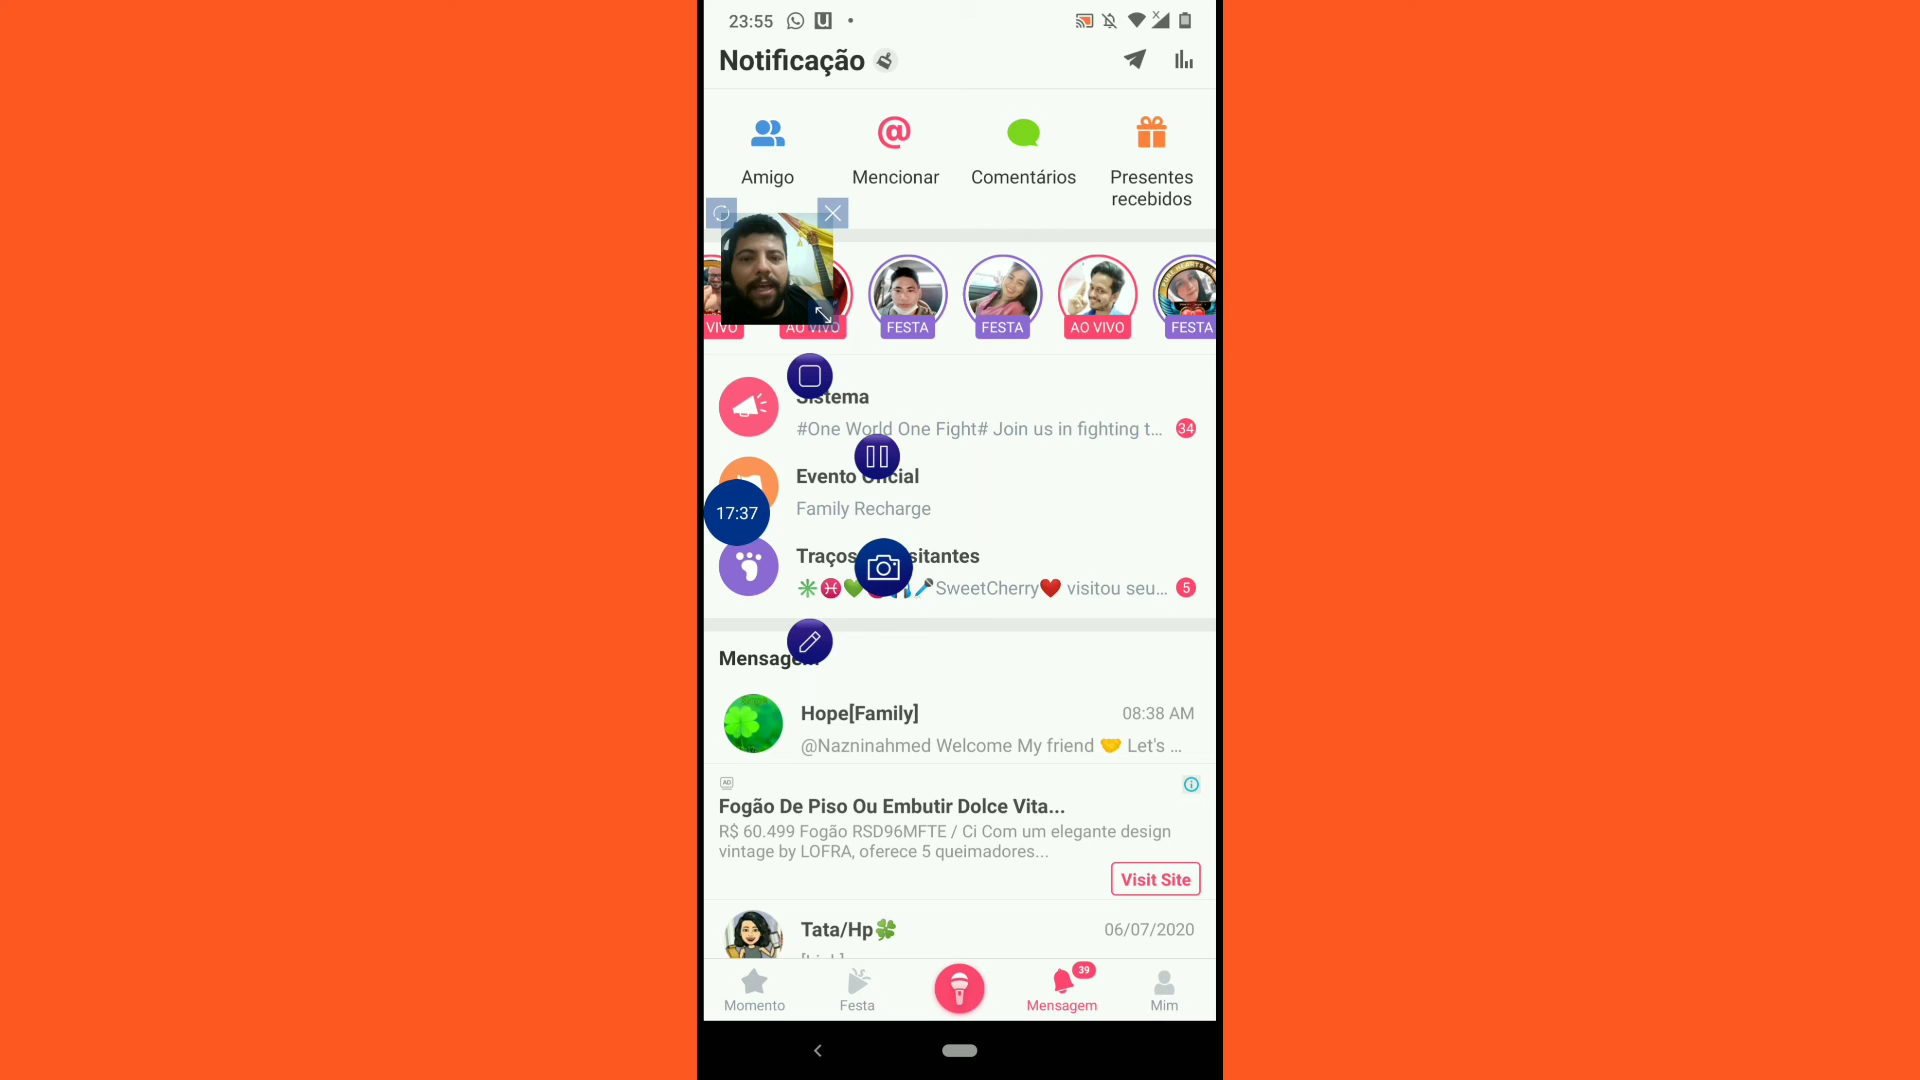 23:55
Notificação
Amigo
Mencionar
Comentários
Presentes recebidos
VIVO
AO VIVO
FESTA
FESTA
AO VIVO
FESTA
Sistema
#One World One Fight# Join us in fighting t...
34
Evento Oficial
Family Recharge
17:37
Traços sitantes
SweetCherry❤️ visitou seu...
5
Mensagem
Hope[Family]
08:38 AM
@Nazninahmed Welcome My friend 🤝 Let's ...
AD
Fogão De Piso Ou Embutir Dolce Vita...
R$ 60.499 Fogão RSD96MFTE / Ci Com um elegante design
vintage by LOFRA, oferece 5 queimadores...
Visit Site
Tata/Hp🍀
06/07/2020
Momento
Festa
39
Mensagem
Mim